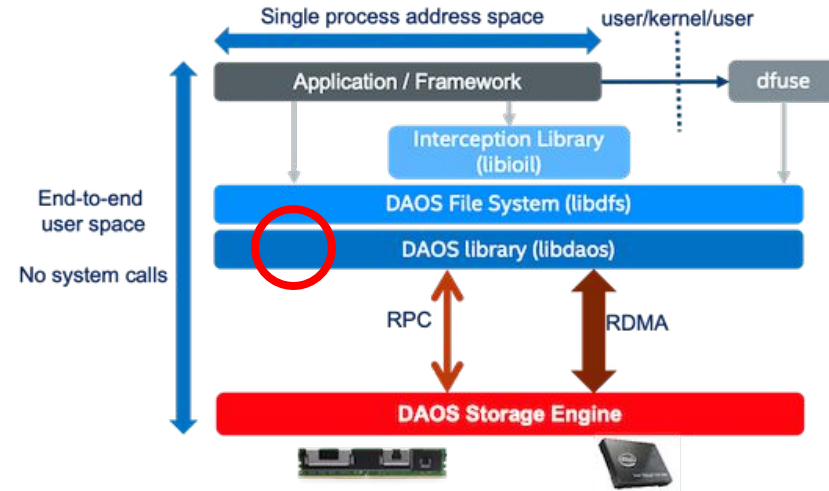 Single process address space
user/kernel/user
Application / Framework
dfuse
Interception Library
(libioil)
End-to-end
user space
No system calls
DAOS File System (libdfs)
DAOS library (libdaos)
RPC
RDMA
DAOS Storage Engine